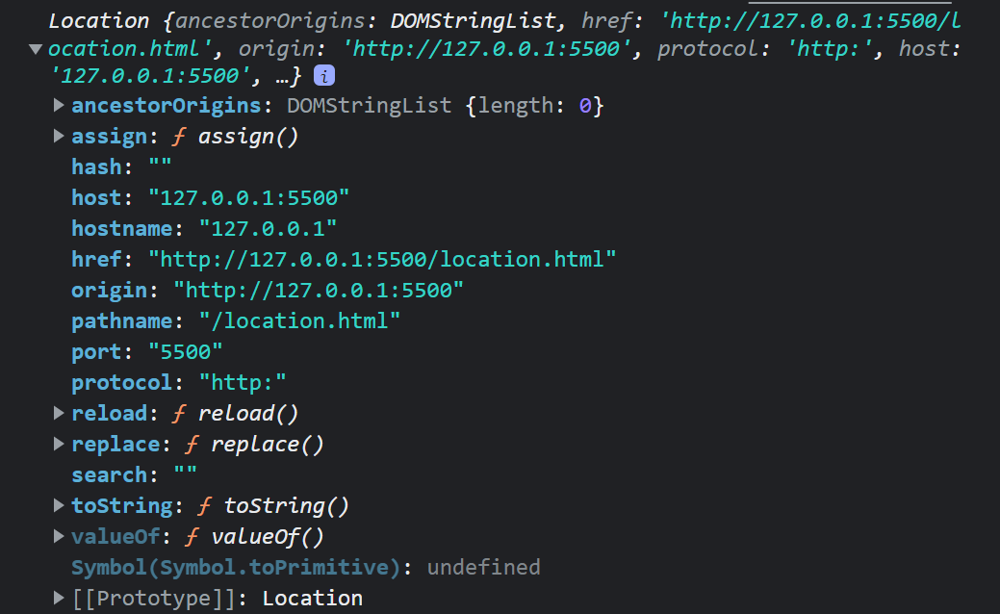 Location {ancestorOrigins: DOMStringList, href: 'http://127.0.0.1:5500/l
ocation.html', origin: 'http://127.0.0.1:5500', protocol: 'http:', host:
'127.0.0.1:5500', …} i
ancestorOrigins: DOMStringList {length: 0}
assign: ƒ assign()
hash: ""
host: "127.0.0.1:5500"
hostname: "127.0.0.1"
href: "http://127.0.0.1:5500/location.html"
origin: "http://127.0.0.1:5500"
pathname: "/location.html"
port: "5500"
protocol: "http:"
reload: ƒ reload()
replace: ƒ replace()
search: ""
toString: ƒ toString()
valueOf: ƒ valueOf()
Symbol(Symbol.toPrimitive): undefined
[[Prototype]]: Location